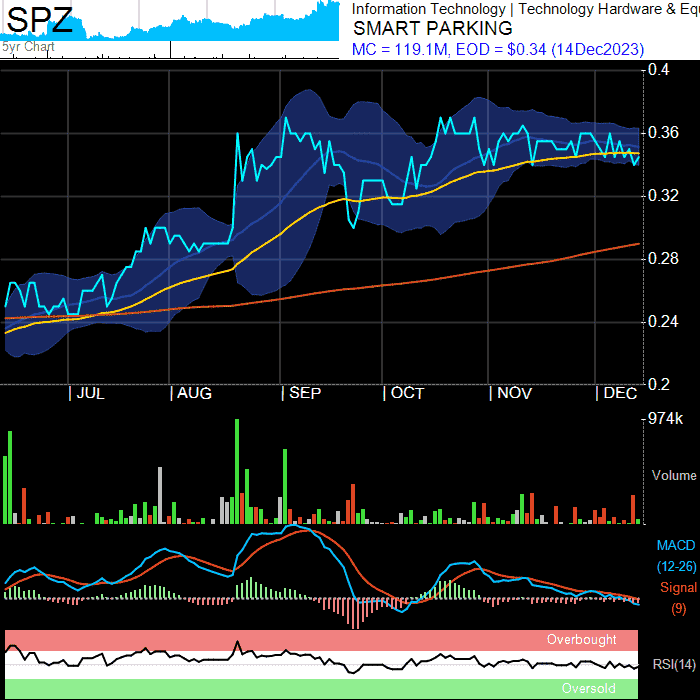 SPZ
5yr Chart
Information Technology | Technology Hardware & Equ
SMART PARKING
MC = 119.1M, EOD = $0.34 (14Dec2023)
0.4
0.36
0.32
0.28
0.24
0.2
JUL
AUG
SEP
OCT
NOV
DEC
974k
Volume
MACD
(12-26)
Signal
(9)
Overbought
RSI(14)
Oversold